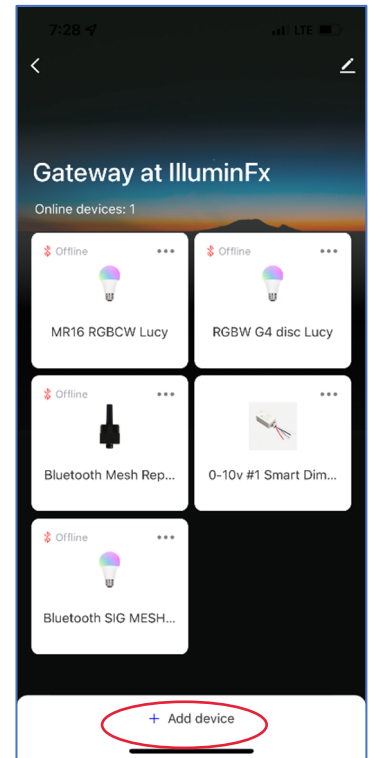 7:28 LTE
Gateway at IlluminFx
Online devices: 1
Offline ••• Offline •••
MR16 RGBCW Lucy RGBW G4 disc Lucy
Offline ••• •••
Bluetooth Mesh Rep... 0-10v #1 Smart Dim...
Offline •••
Bluetooth SIG MESH...
+ Add device